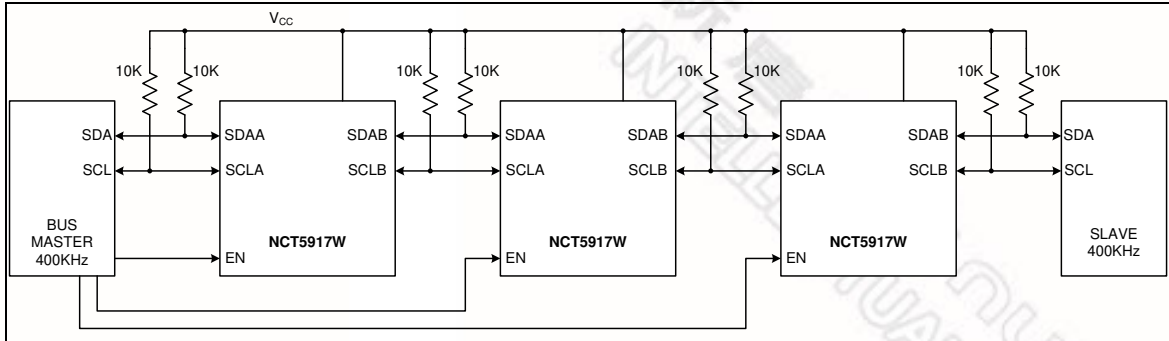 VCC
10K 10K 10K 10K 10K 10K 10K 10K
SDA SDAA SDAB SDAA SDAB SDAA SDAB SDA
SCL SCLA SCLB SCLA SCLB SCLA SCLB SCL
BUS
MASTER
400KHz
NCT5917W
NCT5917W
NCT5917W
SLAVE
400KHz
EN EN EN